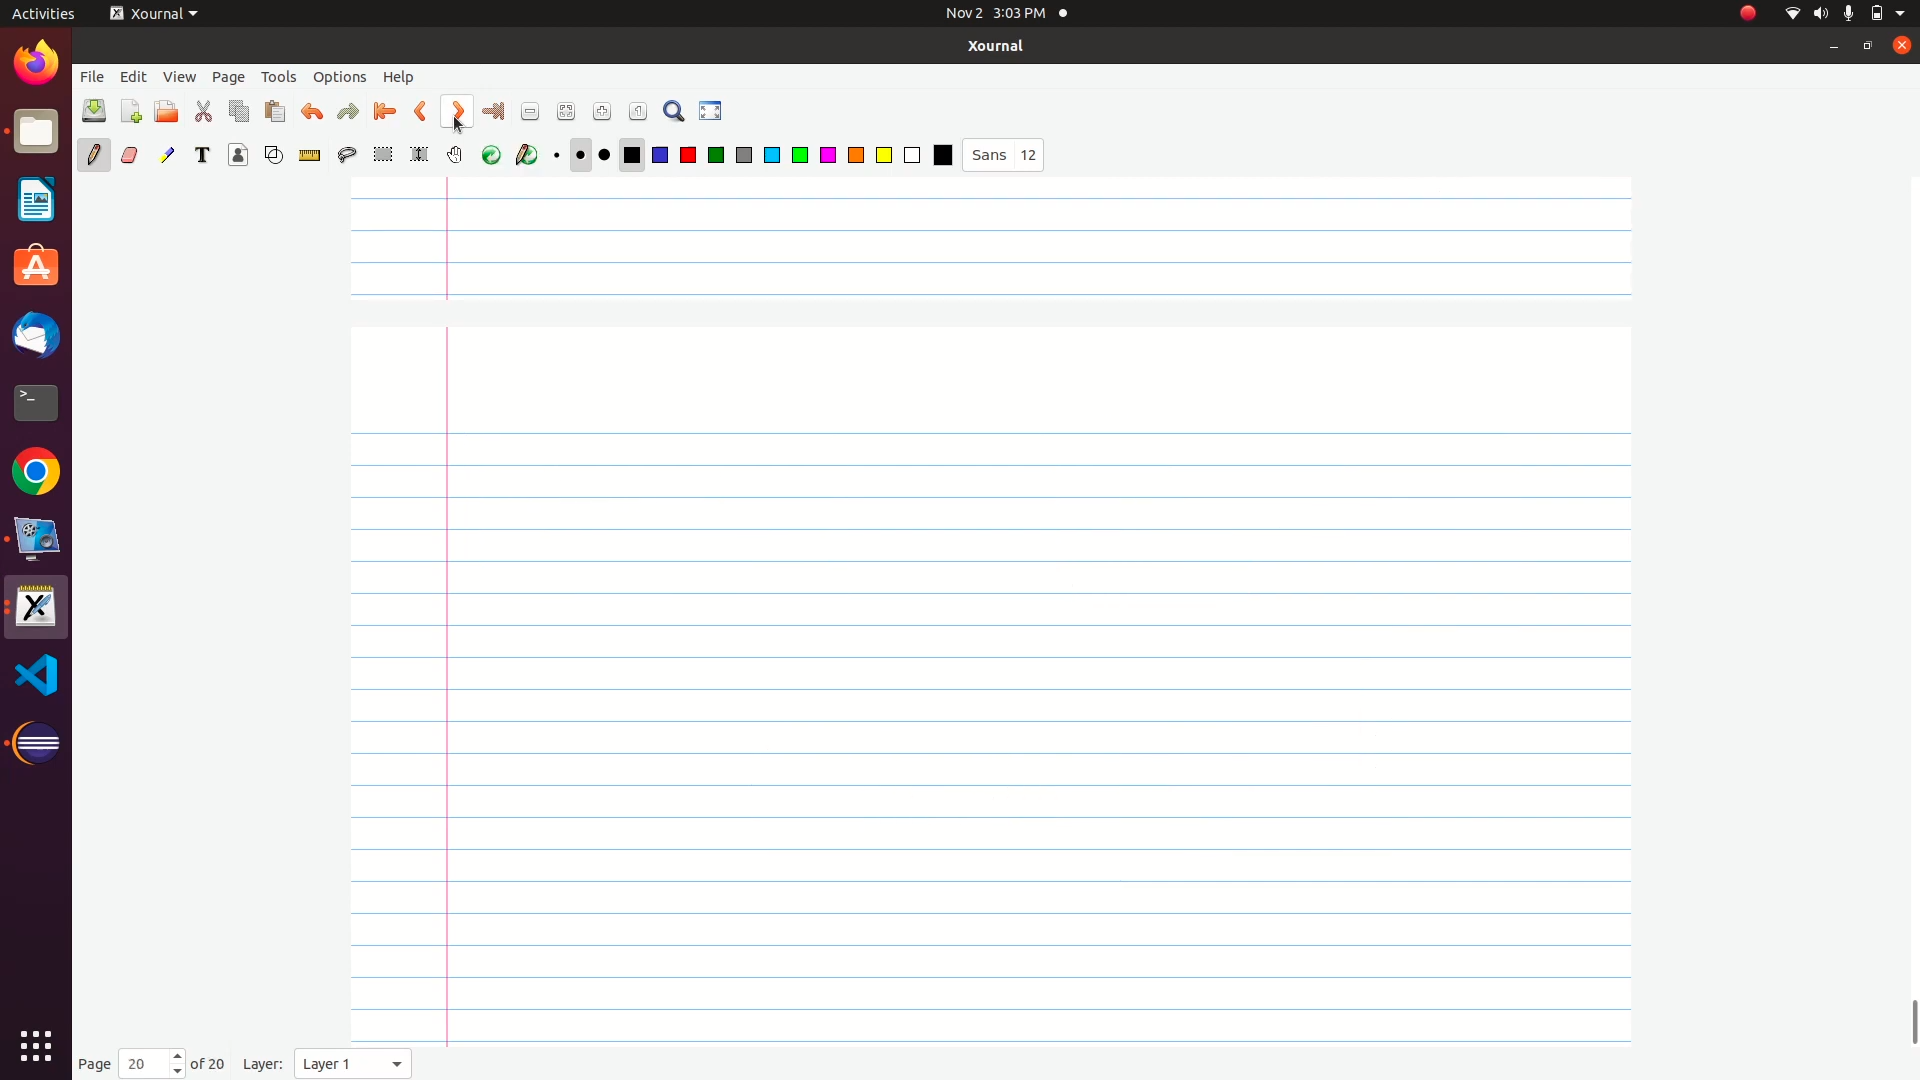 Activities Xournal Nov 2 3:03 PM
Xournal
File Edit View Page Tools Options Help
Sans 12
Page 20 of 20 Layer: Layer 1